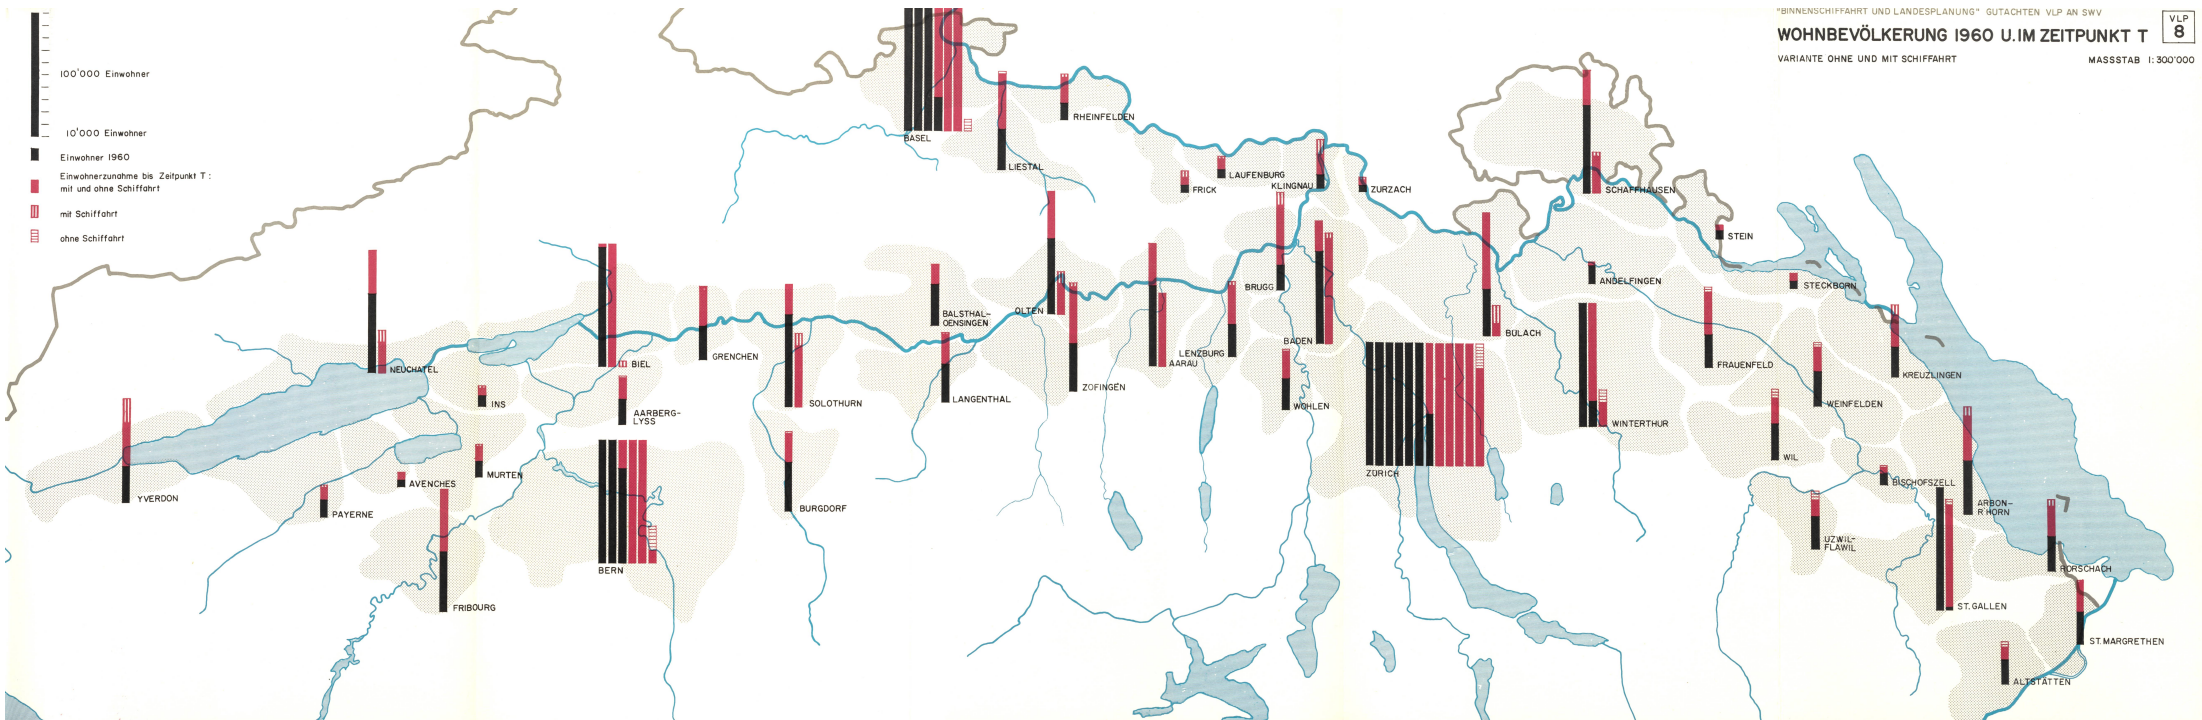 "BINNENSCHIFFAHRT UND LANDESPLANUNG" GUTACHTEN VLP AN SWV
VLP
8
WOHNBEVÖLKERUNG 1960 U. IM ZEITPUNKT T
VARIANTE OHNE UND MIT SCHIFFAHRT
MASSSTAB 1:300'000
100'000 Einwohner
10'000 Einwohner
Einwohner 1960
Einwohnerzunahme bis Zeitpunkt T:
mit und ohne Schiffahrt
mit Schiffahrt
ohne Schiffahrt
BASEL
RHEINFELDEN
LIESTAL
FRICK
LAUFENBURG
KLINGNAU
ZURZACH
SCHAFFHAUSEN
STEIN
ANDELFINGEN
STECKBORN
NEUCHATEL
BIEL
GRENCHEN
BALSTHAL-
OENSINGEN
OLTEN
BRUGG
BADEN
BÜLACH
LENZBURG
AARAU
FRAUENFELD
KREUZLINGEN
INS
AARBERG-
LYSS
SOLOTHURN
LANGENTHAL
ZOFINGEN
WOHLEN
WINTERTHUR
WEINFELDEN
YVERDON
PAYERNE
AVENCHES
MURTEN
BERN
BURGDORF
ZÜRICH
WIL
BISCHOFSZELL
ARBON-
R'HORN
UZWIL-
FLAWIL
RORSCHACH
FRIBOURG
ST. GALLEN
ST. MARGRETHEN
ALTSTÄTTEN